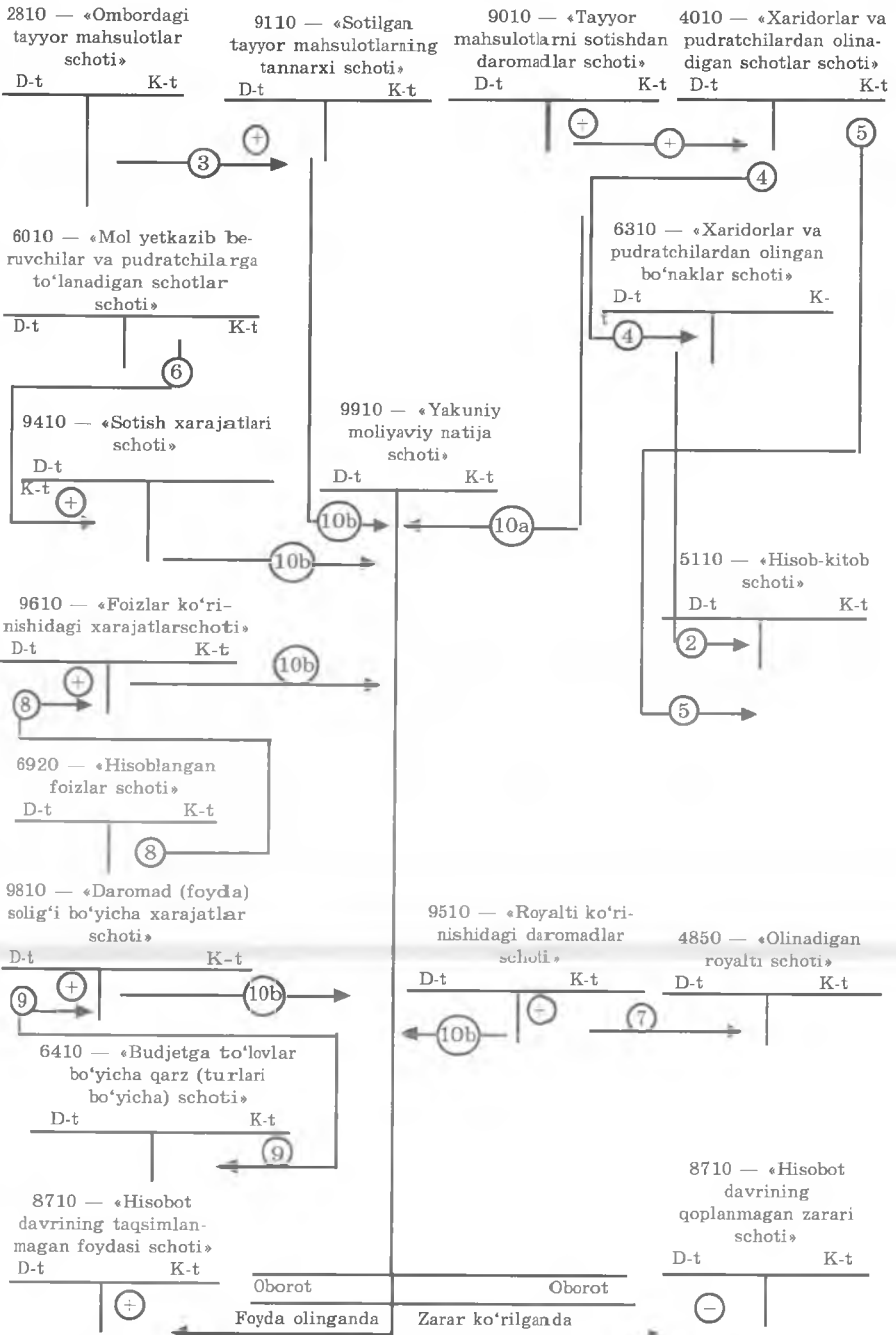 2810 — «Ombordagi
tayyor mahsulotlar
schoti»
D-t K-t
9110 — «Sotilgan
tayyor mahsulotlarning
tannarxi schoti»
D-t K-t
9010 — «Tayyor
mahsulotlarni sotishdan
daromadlar schoti»
D-t K-t
4010 — «Xaridorlar va
pudratchilardan olina-
digan schotlar schoti»
D-t K-t
3 +
+ +
5
4
6010 — «Mol yetkazib be-
ruvchilar va pudratchilarga
to‘lanadigan schotlar
schoti»
D-t K-t
6
6310 — «Xaridorlar va
pudratchilardan olingan
bo‘naklar schoti»
D-t K-
t
4
9410 — «Sotish xarajatlari
schoti»
D-t
K-t +
10b
9910 — «Yakuniy
moliyaviy natija
schoti»
D-t K-t
10b 10a
5110 — «Hisob-kitob
schoti»
D-t K-t
2
5
9610 — «Foizlar ko‘ri-
nishidagi xarajatlarschoti»
D-t K-t
8 + 10b
6920 — «Hisoblangan
foizlar schoti»
D-t K-t
8
9810 — «Daromad (foyda)
solig‘i bo‘yicha xarajatlar
schoti»
D-t K-t
9 + 10b
9510 — «Royalti ko‘ri-
nishidagi daromadlar
schoti»
D-t K-t
10b + 7
4850 — «Olinadigan
royalti schoti»
D-t K-t
6410 — «Budjetga to‘lovlar
bo‘yicha qarz (turlari
bo‘yicha) schoti»
D-t K-t
9
8710 — «Hisobot
davrining taqsimlan-
magan foydasi schoti»
D-t K-t
+
8710 — «Hisobot
davrining
qoplanmagan zarari
schoti»
D-t K-t
−
Oborot Oborot
Foyda olinganda Zarar ko‘rilganda